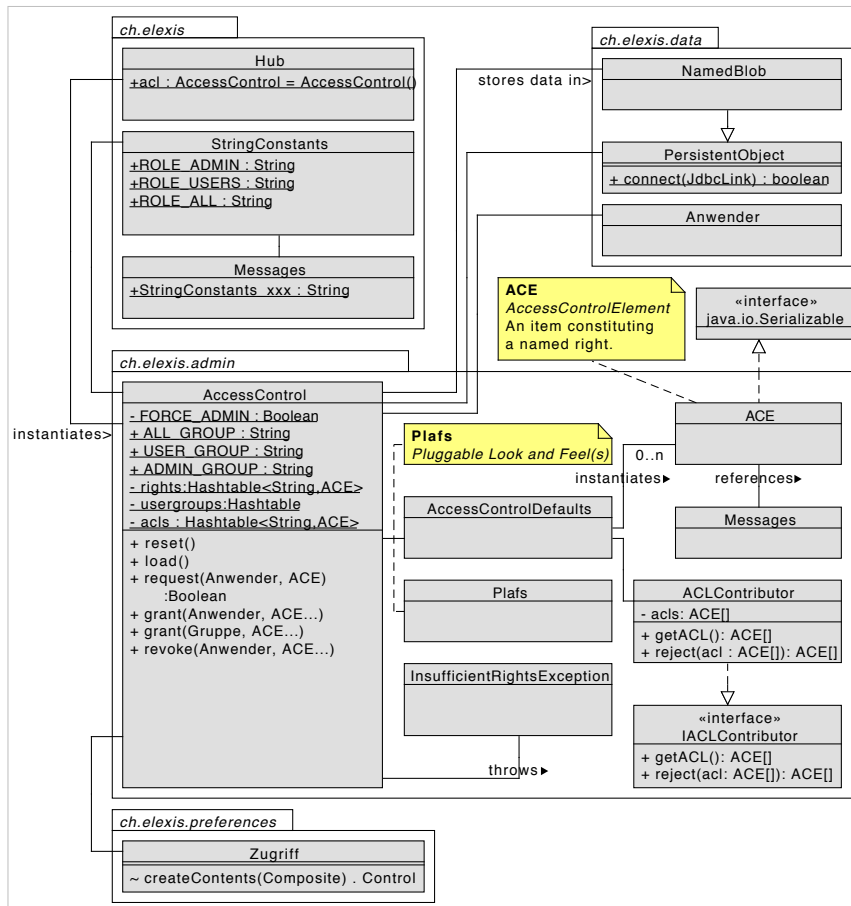 ch.elexis
Hub
+acl : AccessControl = AccessControl()
StringConstants
+ROLE_ADMIN : String
+ROLE_USERS : String
+ROLE_ALL : String
Messages
+StringConstants_xxx : String
ch.elexis.data
stores data in>
NamedBlob
PersistentObject
+ connect(JdbcLink) : boolean
Anwender
ACE
AccessControlElement
An item constituting
a named right.
«interface»
java.io.Serializable
ch.elexis.admin
instantiates>
AccessControl
- FORCE_ADMIN : Boolean
+ ALL_GROUP : String
+ USER_GROUP : String
+ ADMIN_GROUP : String
- rights:Hashtable<String,ACE>
- usergroups:Hashtable
- acls : Hashtable<String,ACE>
+ reset()
+ load()
+ request(Anwender, ACE)
:Boolean
+ grant(Anwender, ACE...)
+ grant(Gruppe, ACE...)
+ revoke(Anwender, ACE...)
Plafs
Pluggable Look and Feel(s)
ACE
0..n
instantiates▸
references▸
AccessControlDefaults
Messages
Plafs
ACLContributor
- acls: ACE[]
+ getACL(): ACE[]
+ reject(acl : ACE[]): ACE[]
InsufficientRightsException
throws▸
«interface»
IACLContributor
+ getACL(): ACE[]
+ reject(acl: ACE[]): ACE[]
ch.elexis.preferences
Zugriff
~ createContents(Composite) . Control